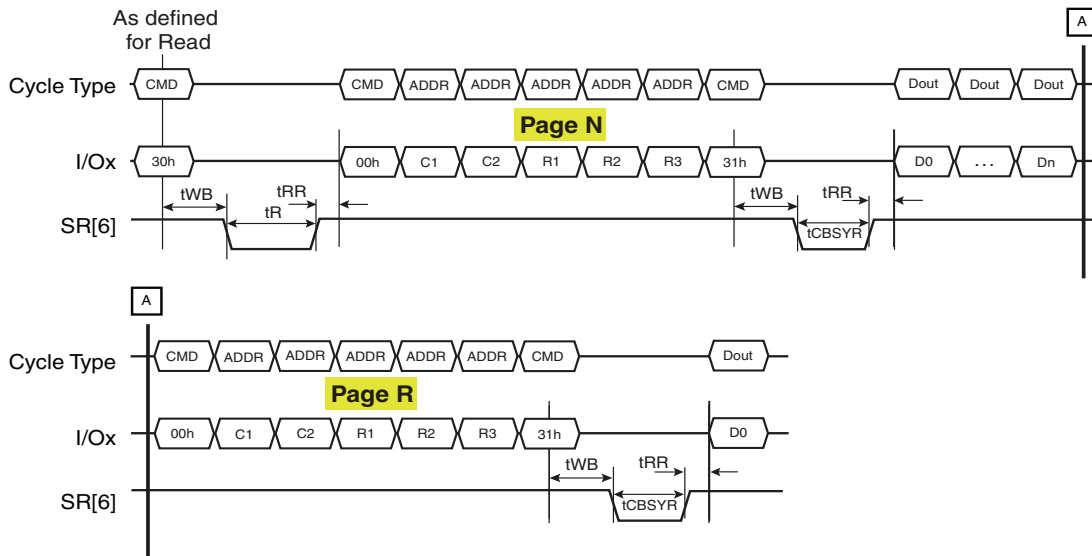 As defined
for Read
A
Cycle Type CMD CMD ADDR ADDR ADDR ADDR ADDR CMD Dout Dout Dout
Page N
I/Ox 30h 00h C1 C2 R1 R2 R3 31h D0 ... Dn
tWB tRR tWB tRR
tR tCBSYR
SR[6]
A
Cycle Type CMD ADDR ADDR ADDR ADDR ADDR CMD Dout
Page R
I/Ox 00h C1 C2 R1 R2 R3 31h D0
tWB tRR
SR[6] tCBSYR